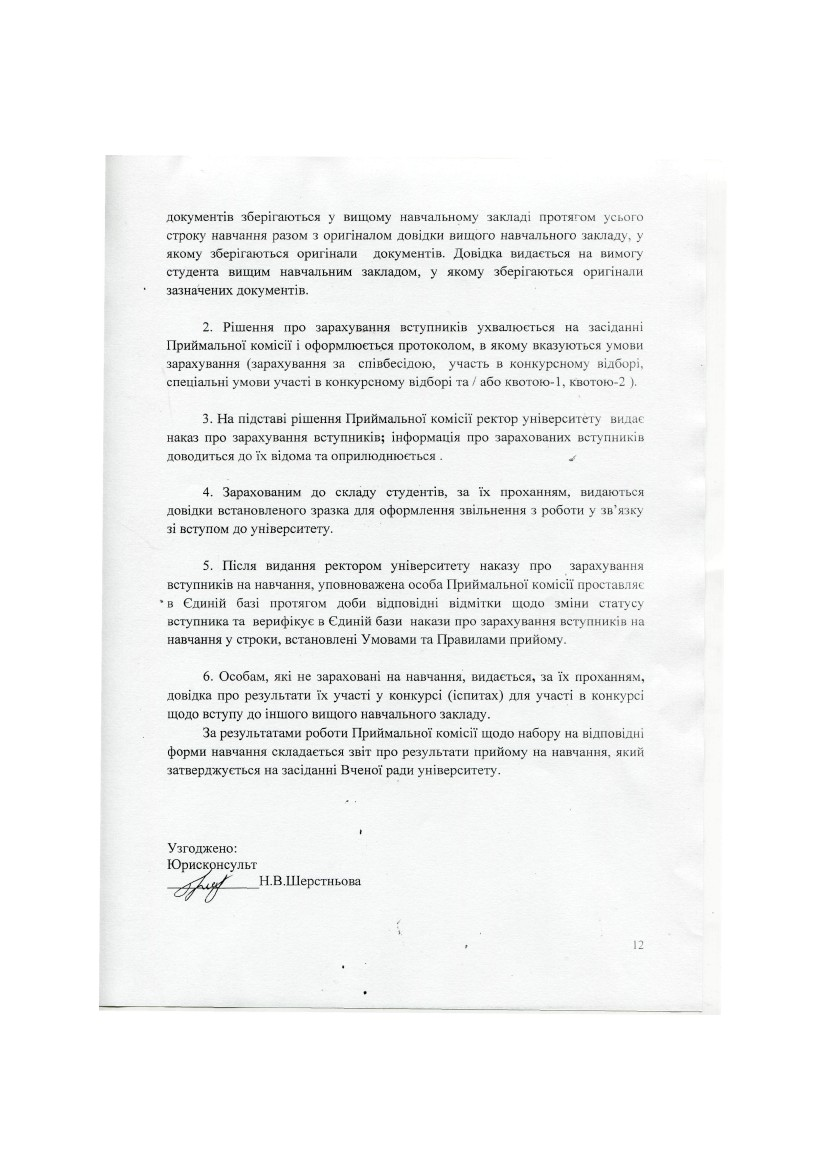 документів зберігаються у вищому навчальному закладі протягом усього
строку навчання разом з оригіналом довідки вищого навчального закладу, у
якому зберігаються оригінали документів. Довідка видається на вимогу
студента вищим навчальним закладом, у якому зберігаються оригінали
зазначених документів.
2. Рішення про зарахування вступників ухвалюється на засіданні
Приймальної комісії і оформлюється протоколом, в якому вказуються умови
зарахування (зарахування за співбесідою, участь в конкурсному відборі,
спеціальні умови участі в конкурсному відборі та / або квотою-1, квотою-2 ).
3. На підставі рішення Приймальної комісії ректор університету видає
наказ про зарахування вступників; інформація про зарахованих вступників
доводиться до їх відома та оприлюднюється .
4. Зарахованим до складу студентів, за їх проханням, видаються
довідки встановленого зразка для оформлення звільнення з роботи у зв’язку
зі вступом до університету.
5. Після видання ректором університету наказу про зарахування
вступників на навчання, уповноважена особа Приймальної комісії проставляє
в Єдиній базі протягом доби відповідні відмітки щодо зміни статусу
вступника та верифікує в Єдиній бази накази про зарахування вступників на
навчання у строки, встановлені Умовами та Правилами прийому.
6. Особам, які не зараховані на навчання, видається, за їх проханням,
довідка про результати їх участі у конкурсі (іспитах) для участі в конкурсі
щодо вступу до іншого вищого навчального закладу.
За результатами роботи Приймальної комісії щодо набору на відповідні
форми навчання складається звіт про результати прийому на навчання, який
затверджується на засіданні Вченої ради університету.
Узгоджено:
Юрисконсульт
Н.В.Шерстньова
12